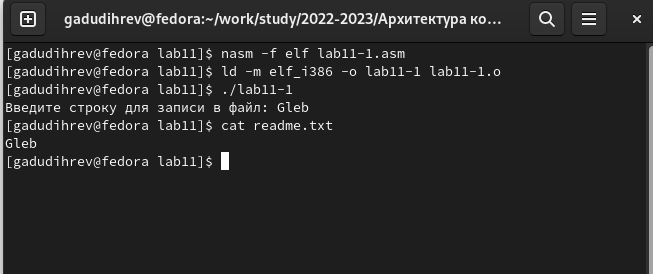 gadudihrev@fedora:~/work/study/2022-2023/Архитектура ко...
[gadudihrev@fedora lab11]$ nasm -f elf lab11-1.asm
[gadudihrev@fedora lab11]$ ld -m elf_i386 -o lab11-1 lab11-1.o
[gadudihrev@fedora lab11]$ ./lab11-1
Введите строку для записи в файл: Gleb
[gadudihrev@fedora lab11]$ cat readme.txt
Gleb
[gadudihrev@fedora lab11]$